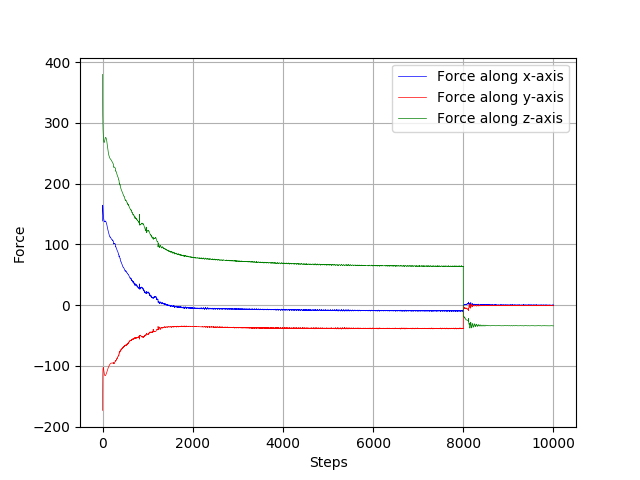 400
300
200
100
0
−100
−200
Force
0
2000
4000
6000
8000
10000
Steps
Force along x-axis
Force along y-axis
Force along z-axis